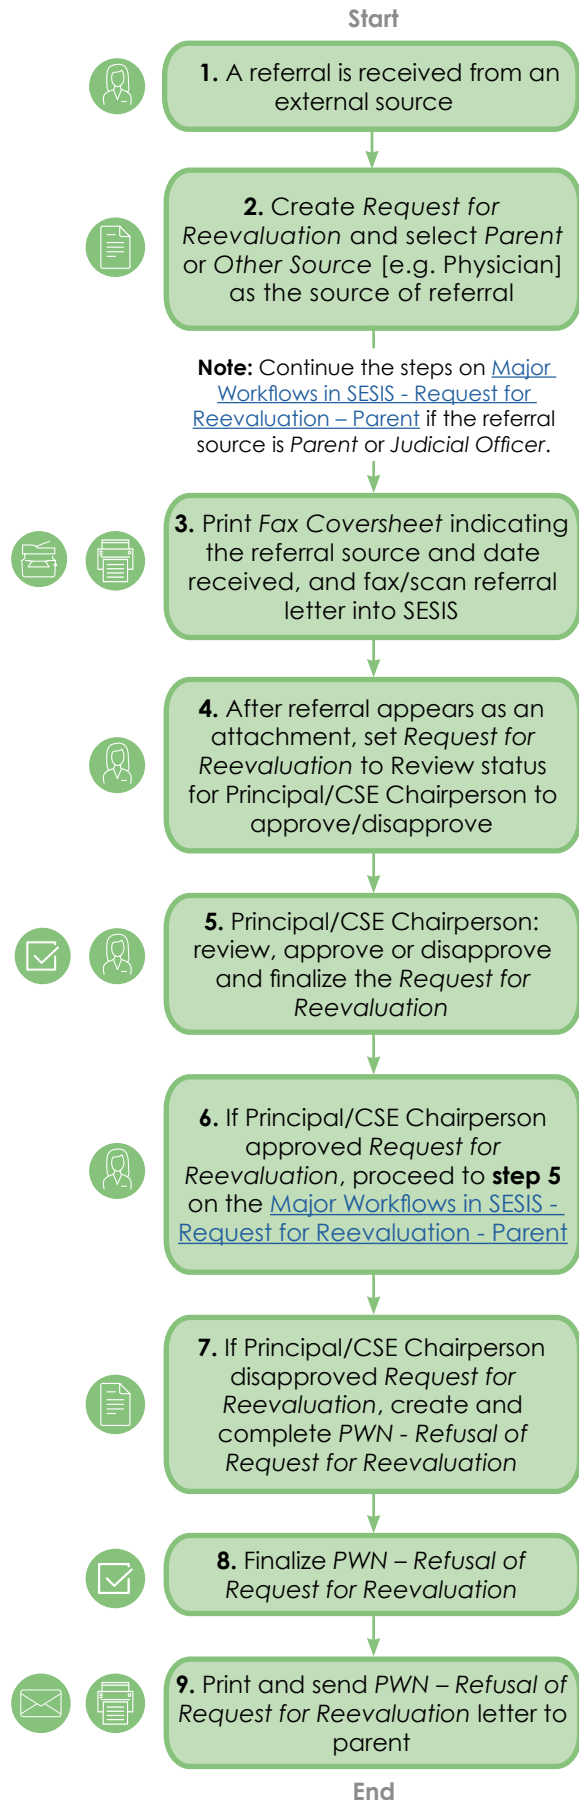 Start
1. A referral is received from an
external source
2. Create Request for
Reevaluation and select Parent
or Other Source [e.g. Physician]
as the source of referral
Note: Continue the steps on Major
Workflows in SESIS - Request for
Reevaluation – Parent if the referral
source is Parent or Judicial Officer.
3. Print Fax Coversheet indicating
the referral source and date
received, and fax/scan referral
letter into SESIS
4. After referral appears as an
attachment, set Request for
Reevaluation to Review status
for Principal/CSE Chairperson to
approve/disapprove
5. Principal/CSE Chairperson:
review, approve or disapprove
and finalize the Request for
Reevaluation
6. If Principal/CSE Chairperson
approved Request for
Reevaluation, proceed to step 5
on the Major Workflows in SESIS -
Request for Reevaluation - Parent
7. If Principal/CSE Chairperson
disapproved Request for
Reevaluation, create and
complete PWN - Refusal of
Request for Reevaluation
8. Finalize PWN – Refusal of
Request for Reevaluation
9. Print and send PWN – Refusal of
Request for Reevaluation letter to
parent
End